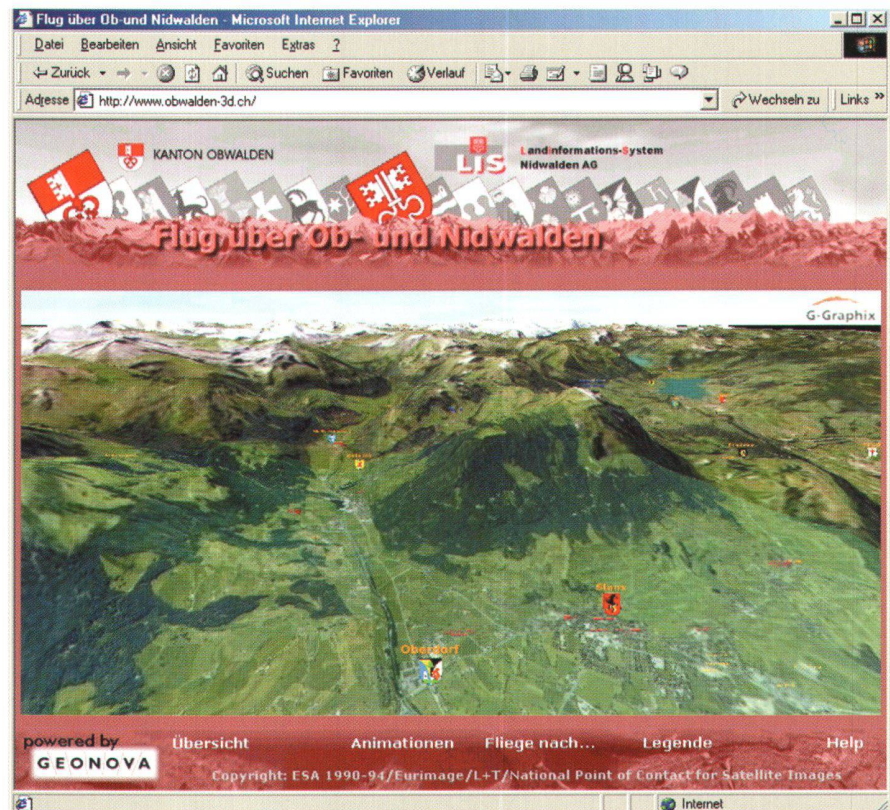 Flug über Ob-und Nidwalden - Microsoft Internet Explorer
Datei Bearbeiten Ansicht Favoriten Extras ?
Zurück Suchen Favoriten Verlauf
Adresse http://www.obwalden-3d.ch/ Wechseln zu Links »
KANTON OBWALDEN
LIS LandInformations-System
Nidwalden AG
Flug über Ob- und Nidwalden
G-Graphix
Stans
Oberdorf
powered by
GEONOVA
Übersicht Animationen Fliege nach... Legende Help
Copyright: ESA 1990-94/Eurimage/L+T/National Point of Contact for Satellite Images
Internet